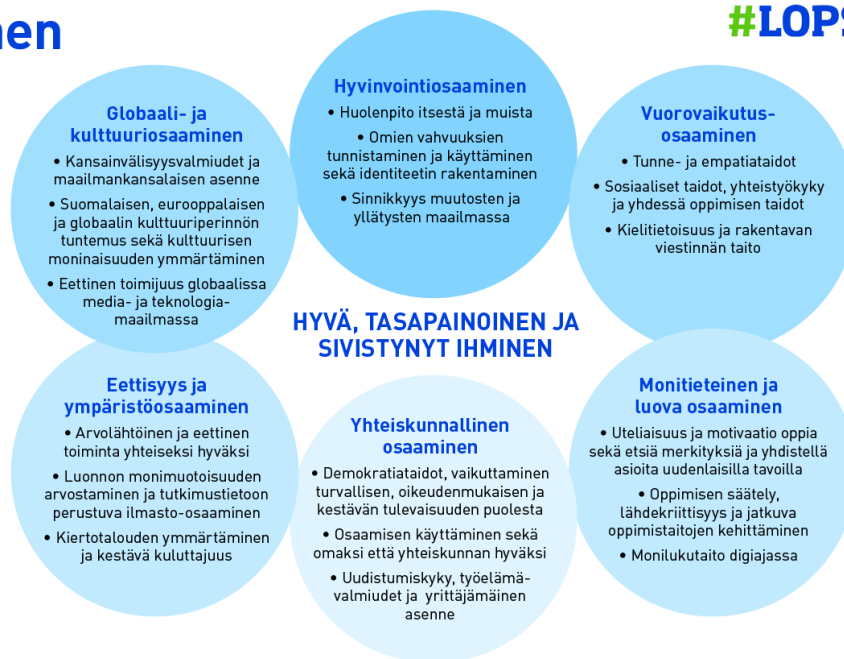 #LOPS
Hyvinvointiosaaminen
• Huolenpito itsestä ja muista
• Omien vahvuuksien
tunnistaminen ja käyttäminen
sekä identiteetin rakentaminen
• Sinnikkyys muutosten ja
yllätysten maailmassa
Globaali- ja
kulttuuriosaaminen
• Kansainvälisyysvalmiudet ja
maailmankansalaisen asenne
• Suomalaisen, eurooppalaisen
ja globaalin kulttuuriperinnön
tuntemus sekä kulttuurisen
moninaisuuden ymmärtäminen
• Eettinen toimijuus globaalissa
media- ja teknologia-
maailmassa
Vuorovaikutus-
osaaminen
• Tunne- ja empatiataidot
• Sosiaaliset taidot, yhteistyökyky
ja yhdessä oppimisen taidot
• Kielitietoisuus ja rakentavan
viestinnän taito
HYVÄ, TASAPAINOINEN JA
SIVISTYNYT IHMINEN
Eettisyys ja
ympäristöosaaminen
• Arvolähtöinen ja eettinen
toiminta yhteiseksi hyväksi
• Luonnon monimuotoisuuden
arvostaminen ja tutkimustietoon
perustuva ilmasto-osaaminen
• Kiertotalouden ymmärtäminen
ja kestävä kuluttajuus
Yhteiskunnallinen
osaaminen
• Demokratiataidot, vaikuttaminen
turvallisen, oikeudenmukaisen ja
kestävän tulevaisuuden puolesta
• Osaamisen käyttäminen sekä
omaksi että yhteiskunnan hyväksi
• Uudistumiskyky, työelämä-
valmiudet ja yrittäjämäinen
asenne
Monitieteinen ja
luova osaaminen
• Uteliaisuus ja motivaatio oppia
sekä etsiä merkityksiä ja yhdistellä
asioita uudenlaisilla tavoilla
• Oppimisen säätely,
lähdekriittisyys ja jatkuva
oppimistaitojen kehittäminen
• Monilukutaito digiajassa